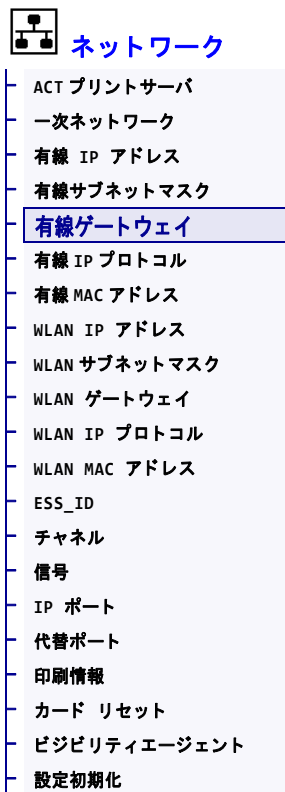 ネットワーク
ACT プリントサーバ
一次ネットワーク
有線 IP アドレス
有線サブネットマスク
有線ゲートウェイ
有線 IP プロトコル
有線 MAC アドレス
WLAN IP アドレス
WLAN サブネットマスク
WLAN ゲートウェイ
WLAN IP プロトコル
WLAN MAC アドレス
ESS_ID
チャネル
信号
IP ポート
代替ポート
印刷情報
カード リセット
ビジビリティエージェント
設定初期化